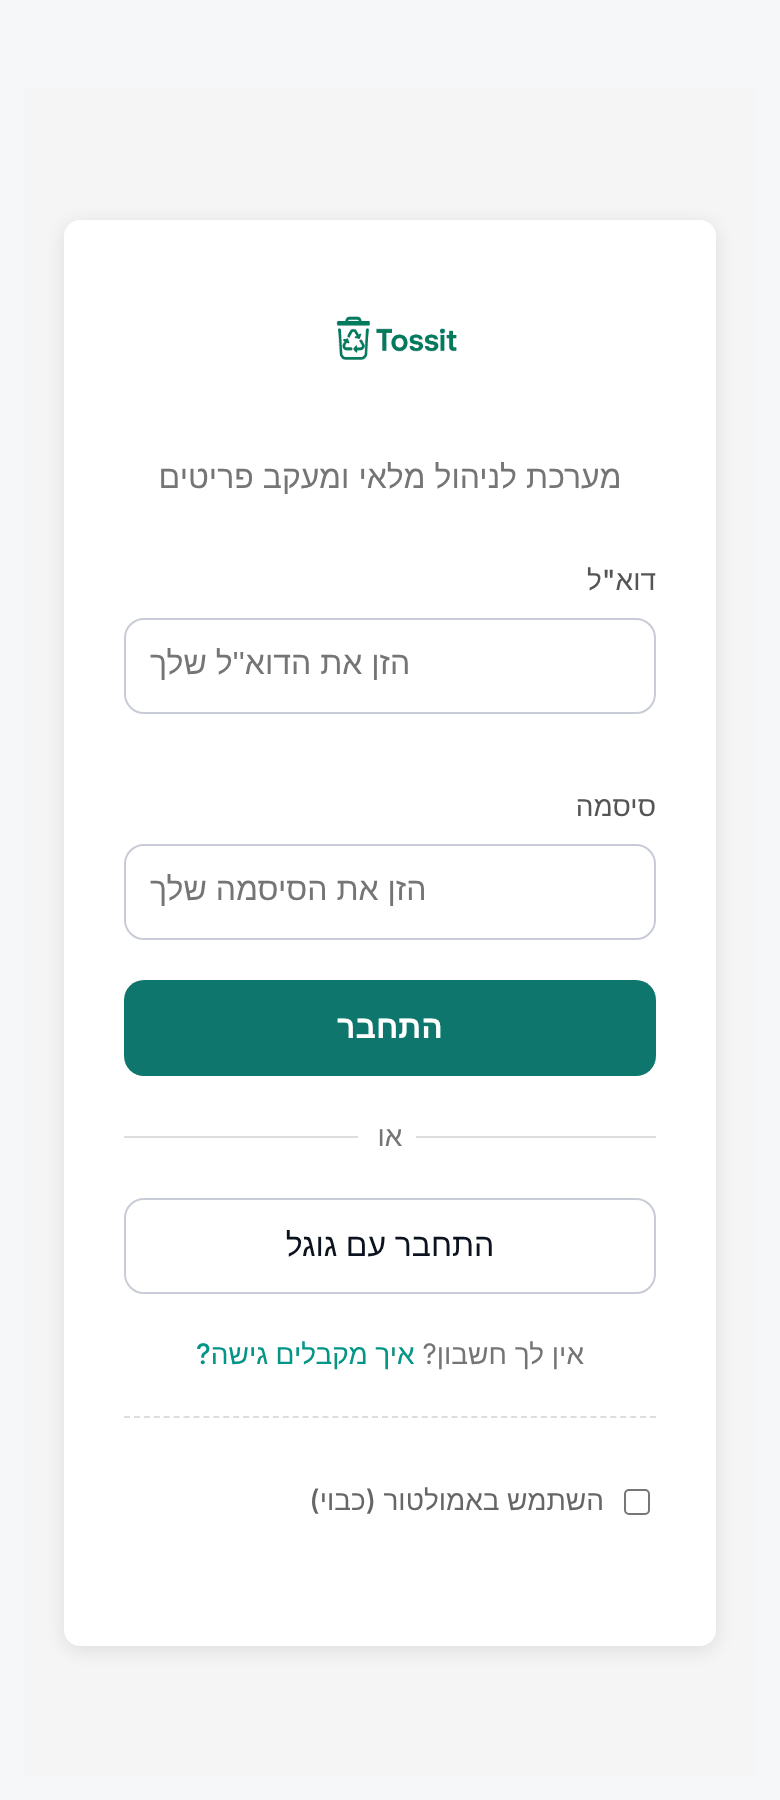 Tossit
מערכת לניהול מלאי ומעקב פריטים
דוא"ל
הזן את הדוא"ל שלך
סיסמה
הזן את הסיסמה שלך
התחבר
או
התחבר עם גוגל
אין לך חשבון? איך מקבלים גישה?
השתמש באמולטור (כבוי)